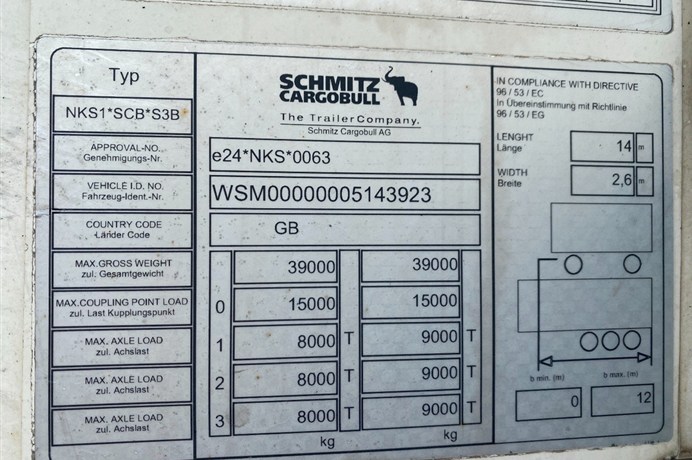 Typ
NKS1*SCB*S3B
SCHMITZ
CARGOBULL
The TrailerCompany.
Schmitz Cargobull AG
IN COMPLIANCE WITH DIRECTIVE
96 / 53 / EC
In Übereinstimmung mit Richtlinie
96 / 53 / EG
APPROVAL-NO.
Genehmigungs-Nr.
e24*NKS*0063
LENGHT
Länge
14 m
VEHICLE I.D. NO.
Fahrzeug-Ident.-Nr.
WSM00000005143923
WIDTH
Breite
2,6 m
COUNTRY CODE
Länder Code
GB
MAX.GROSS WEIGHT
zul. Gesamtgewicht
39000 39000
MAX.COUPLING POINT LOAD
zul. Last Kupplungspunkt
0 15000 15000
MAX. AXLE LOAD
zul. Achslast
1 8000 T 9000 T
MAX. AXLE LOAD
zul. Achslast
2 8000 T 9000 T
MAX. AXLE LOAD
zul. Achslast
3 8000 T 9000 T
kg kg
b min. (m) b max. (m)
0 12